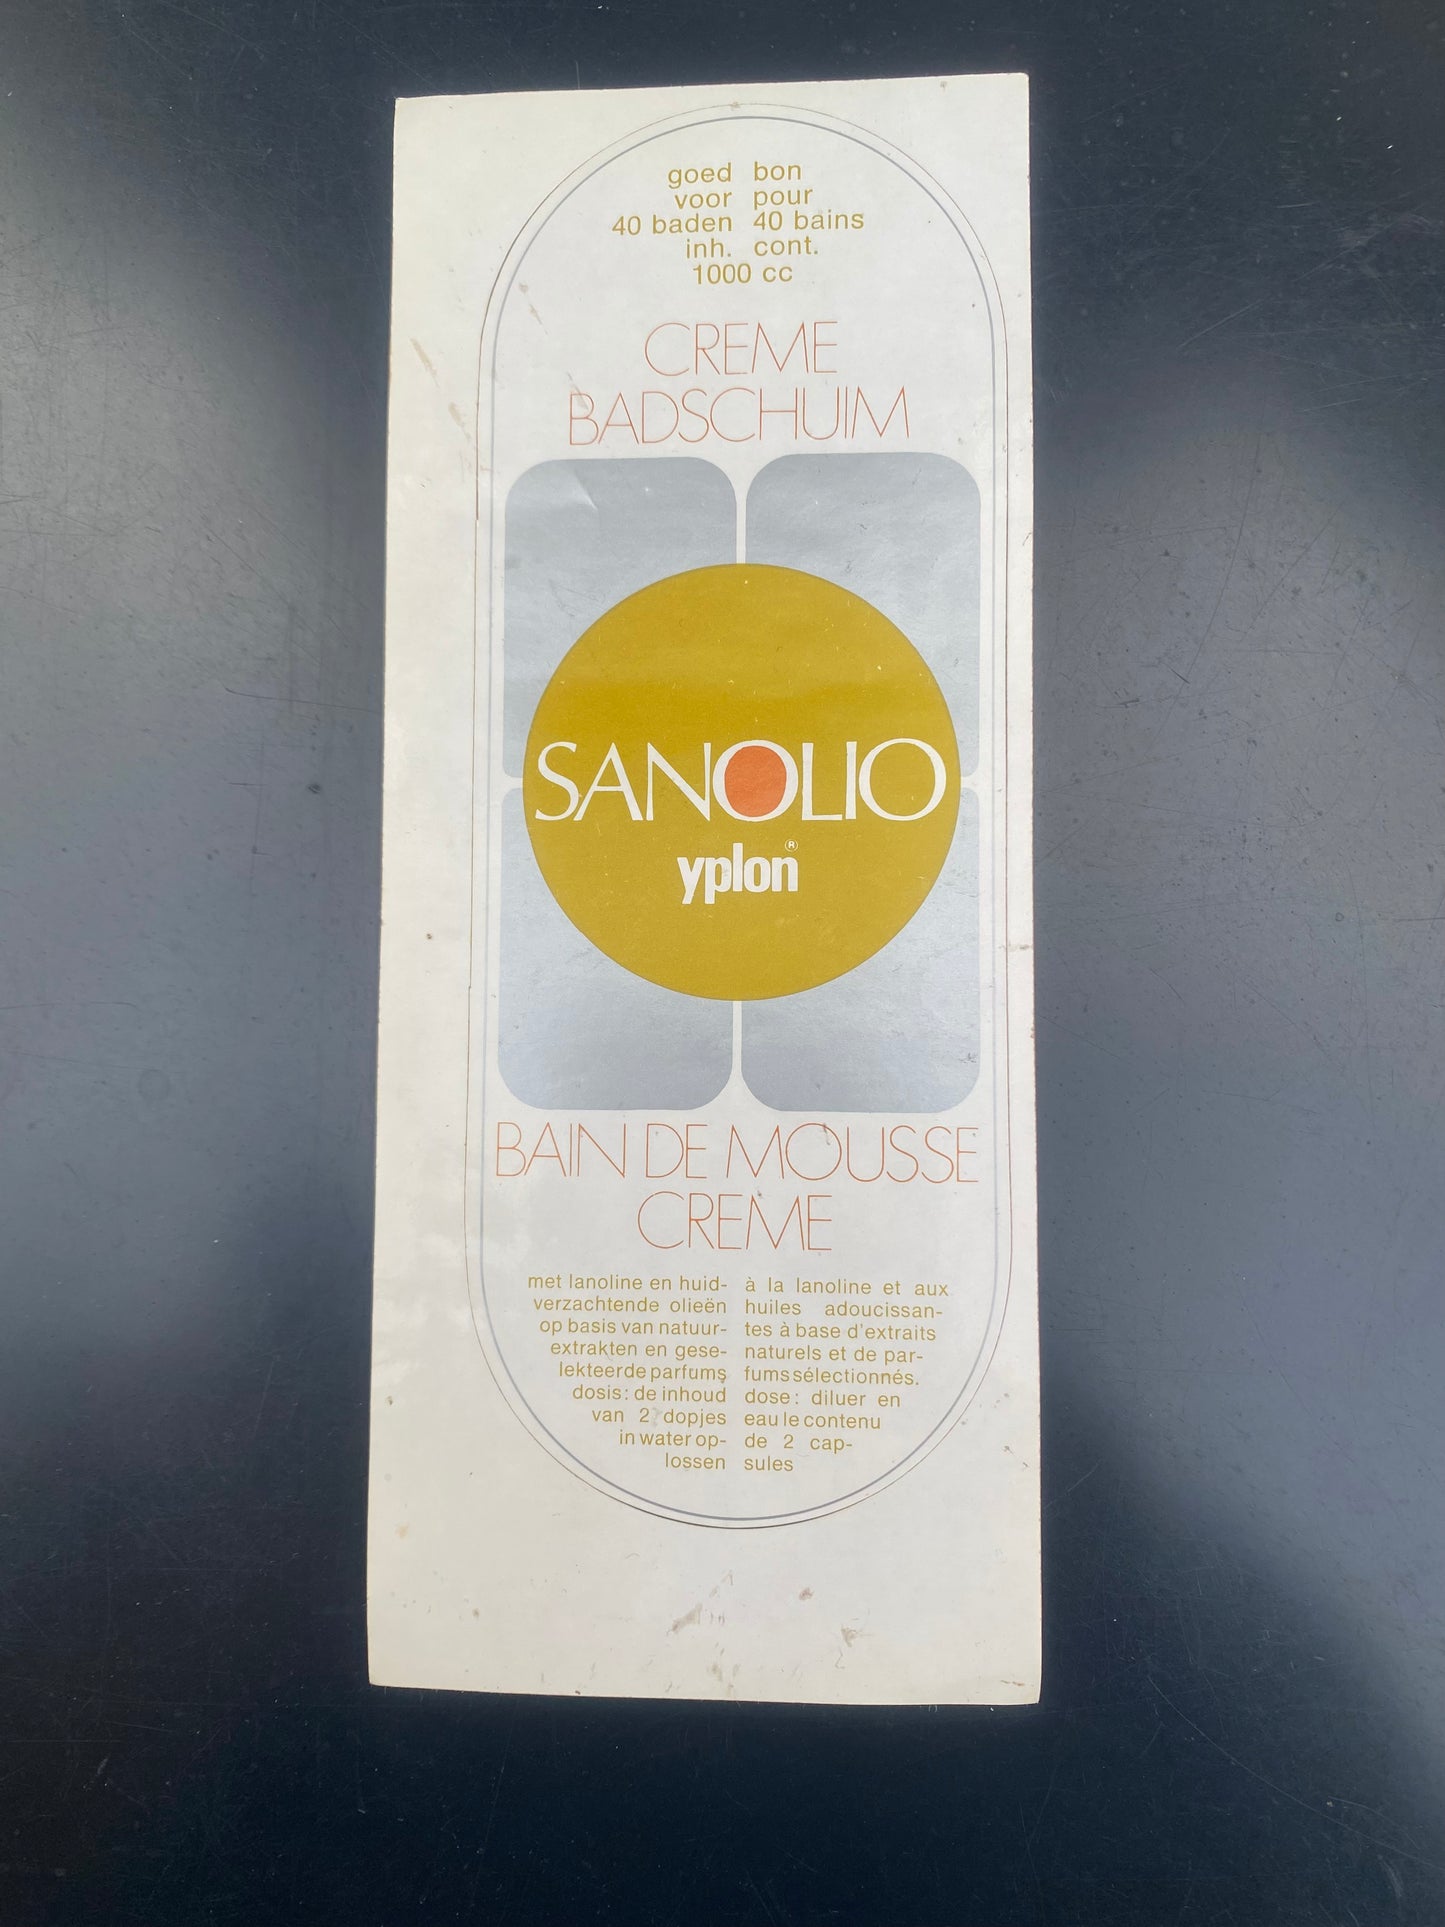 goed bon
voor pour
40 baden 40 bains
inh. cont.
1000 cc
CREME
BADSCHUIM
SANOLIO
yplon®
BAIN DE MOUSSE
CREME
met lanoline en huid-
verzachtende olieën
op basis van natuur-
extrakten en gese-
lekteerde parfums
dosis: de inhoud
van 2 dopjes
in water op-
lossen
à la lanoline et aux
huiles adoucissan-
tes à base d'extraits
naturels et de par-
fums sélectionnés.
dose: diluer en
eau le contenu
de 2 cap-
sules